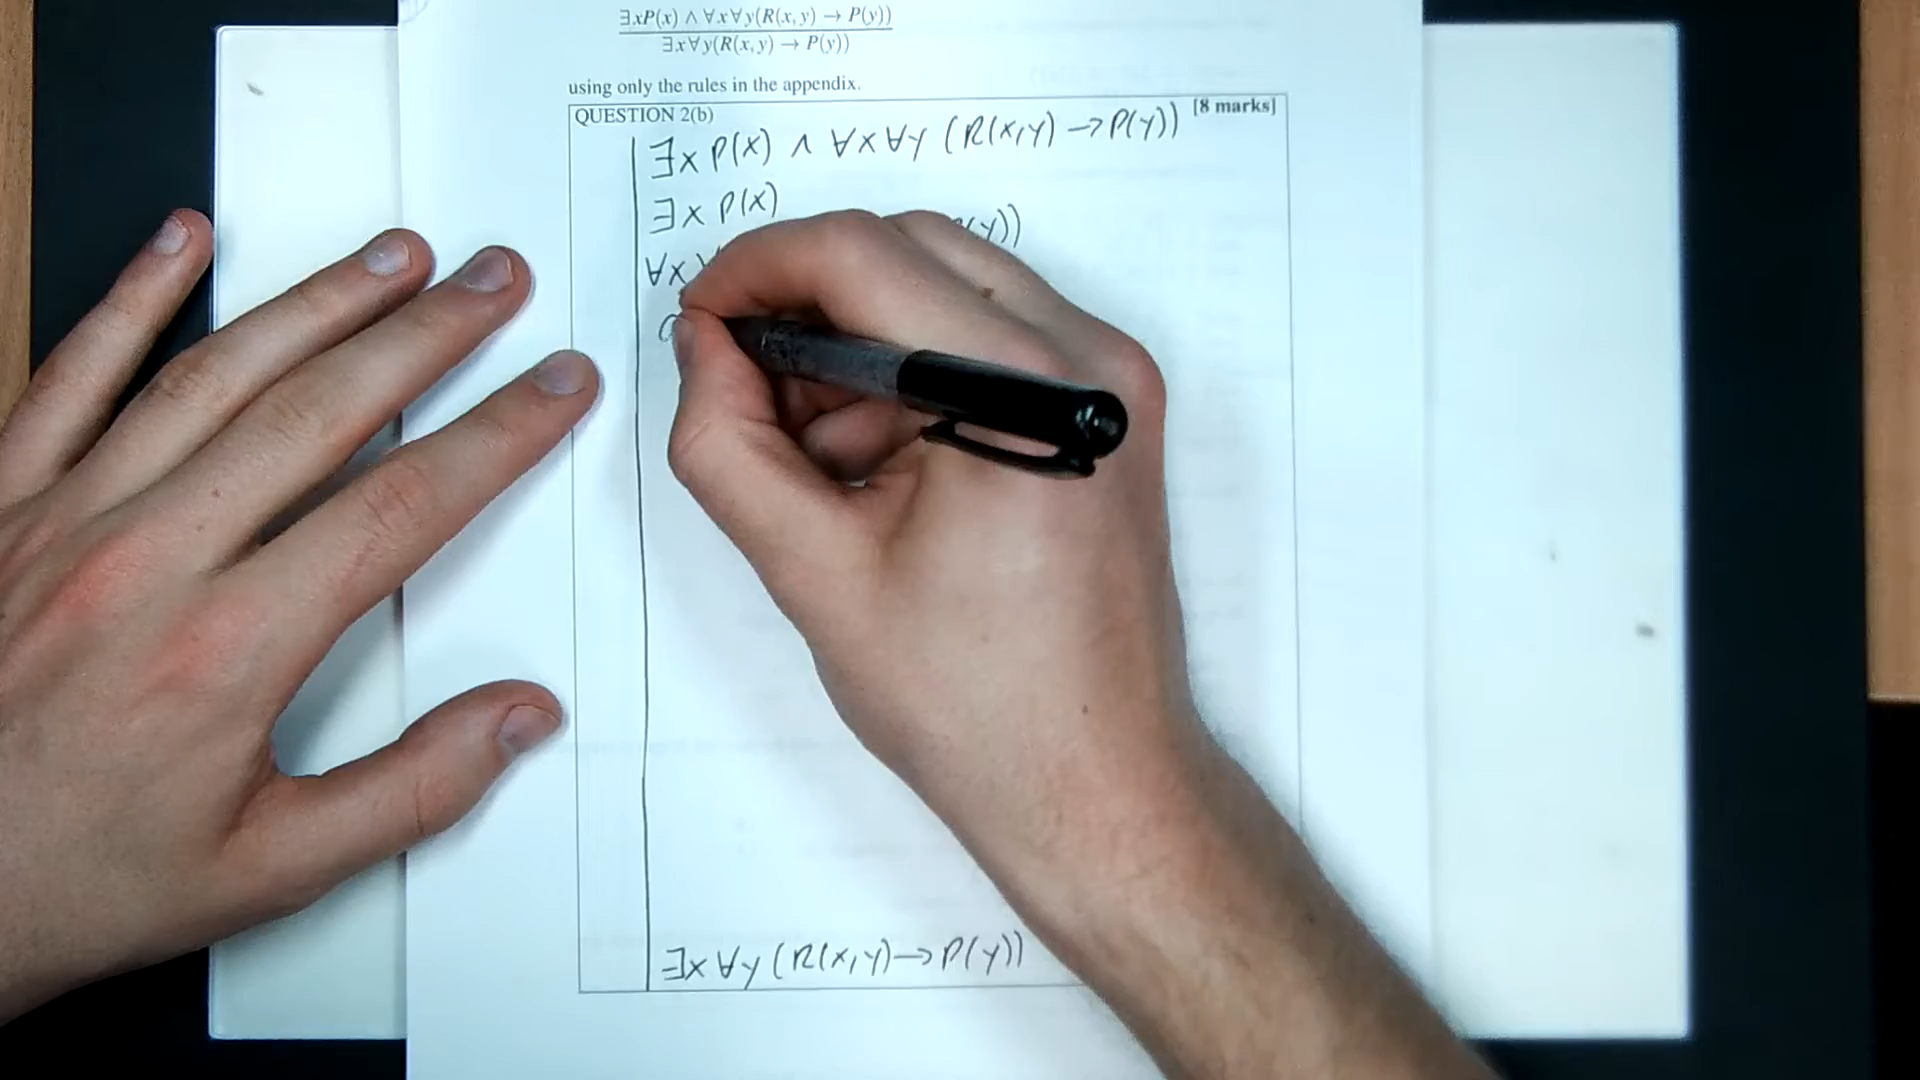 ∃xP(x) ∧ ∀x∀y(R(x, y) → P(y))
∃x∀y(R(x, y) → P(y))
using only the rules in the appendix.
[8 marks]
QUESTION 2(b)
∃x P(x) ∧ ∀x∀y (R(x,y) → P(y))
∃x P(x)
∀x y))
∃x ∀y (R(x,y) → P(y))